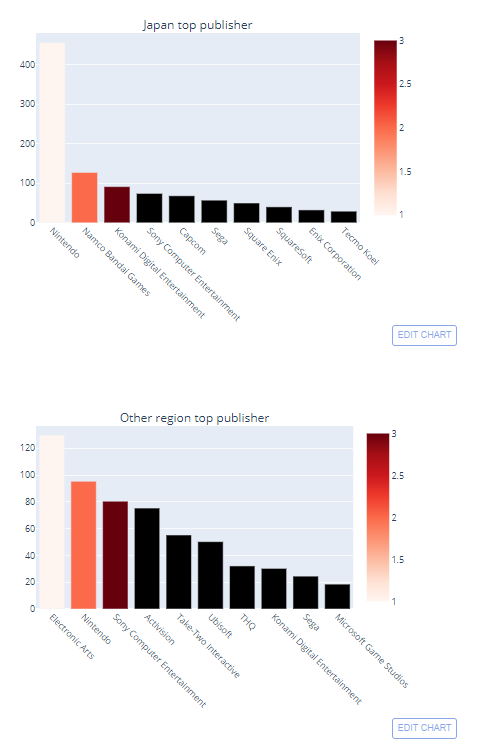 Japan top publisher
400
300
200
100
0
Nintendo
Namco Bandai Games
Konami Digital Entertainment
Sony Computer Entertainment
Capcom
Sega
Square Enix
SquareSoft
Enix Corporation
Tecmo Koei
3
2.5
2
1.5
1
EDIT CHART
Other region top publisher
120
100
80
60
40
20
0
Electronic Arts
Nintendo
Sony Computer Entertainment
Activision
Take-Two Interactive
Ubisoft
THQ
Konami Digital Entertainment
Sega
Microsoft Game Studios
3
2.5
2
1.5
1
EDIT CHART